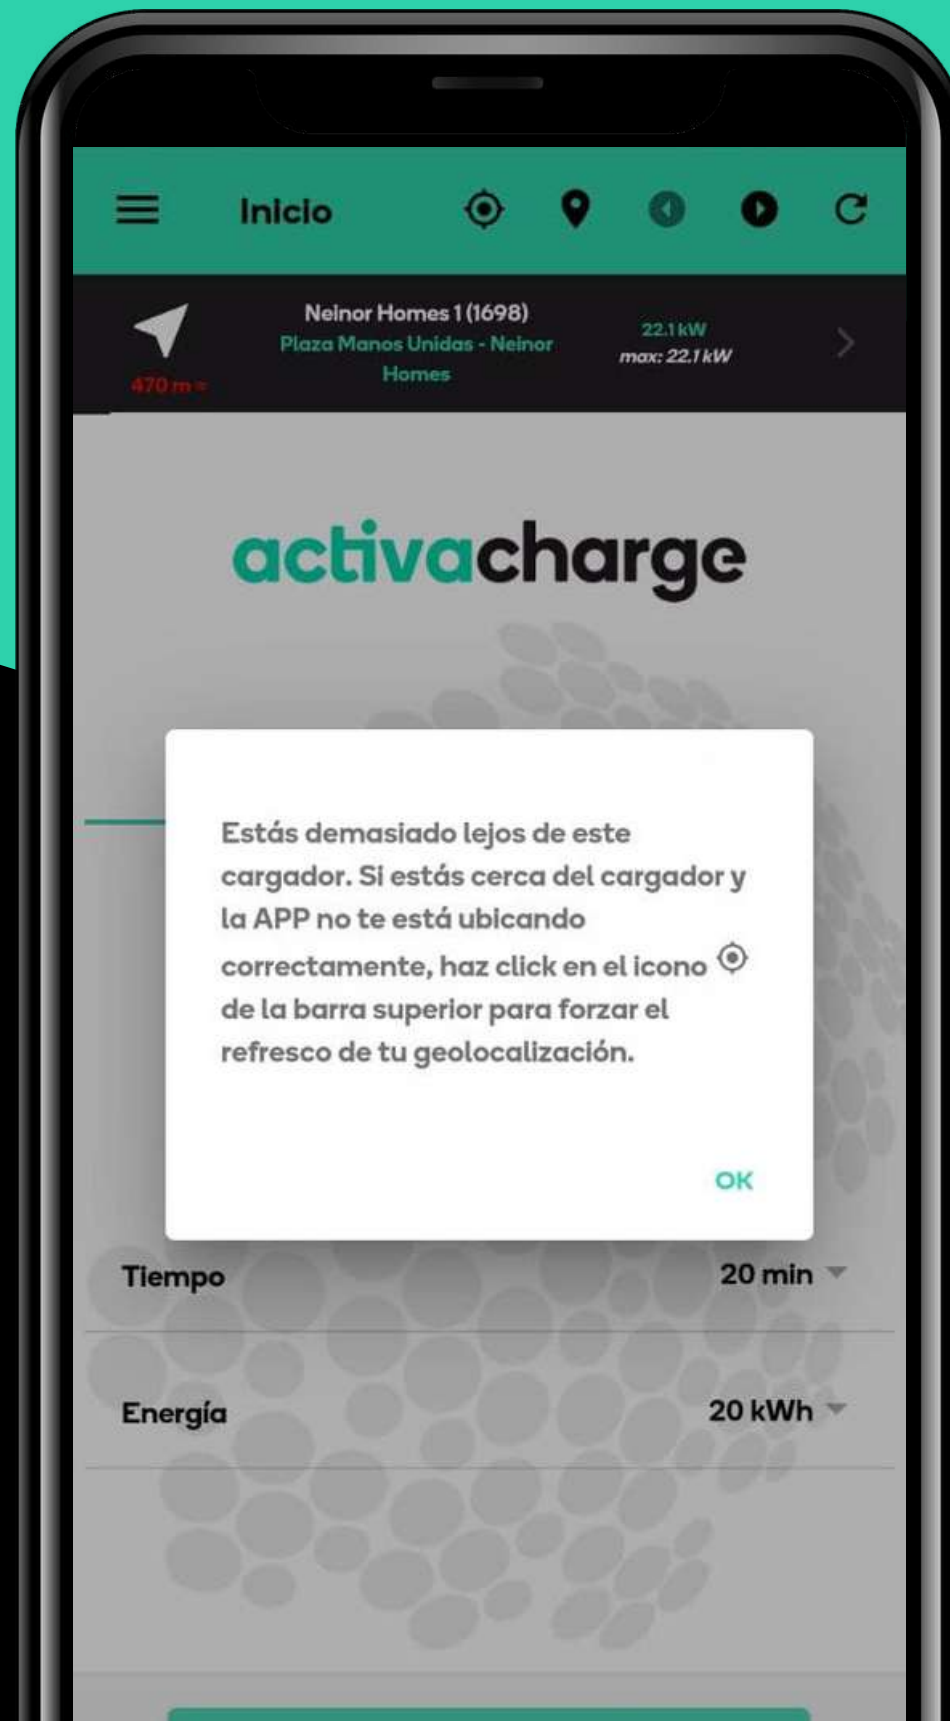 Inicio
Neinor Homes 1 (1698)
Plaza Manos Unidas - Neinor
Homes
22.1 kW
max: 22.1 kW
470 m ≈
activacharge
Estás demasiado lejos de este
cargador. Si estás cerca del cargador y
la APP no te está ubicando
correctamente, haz click en el icono
de la barra superior para forzar el
refresco de tu geolocalización.
OK
Tiempo
20 min
Energía
20 kWh